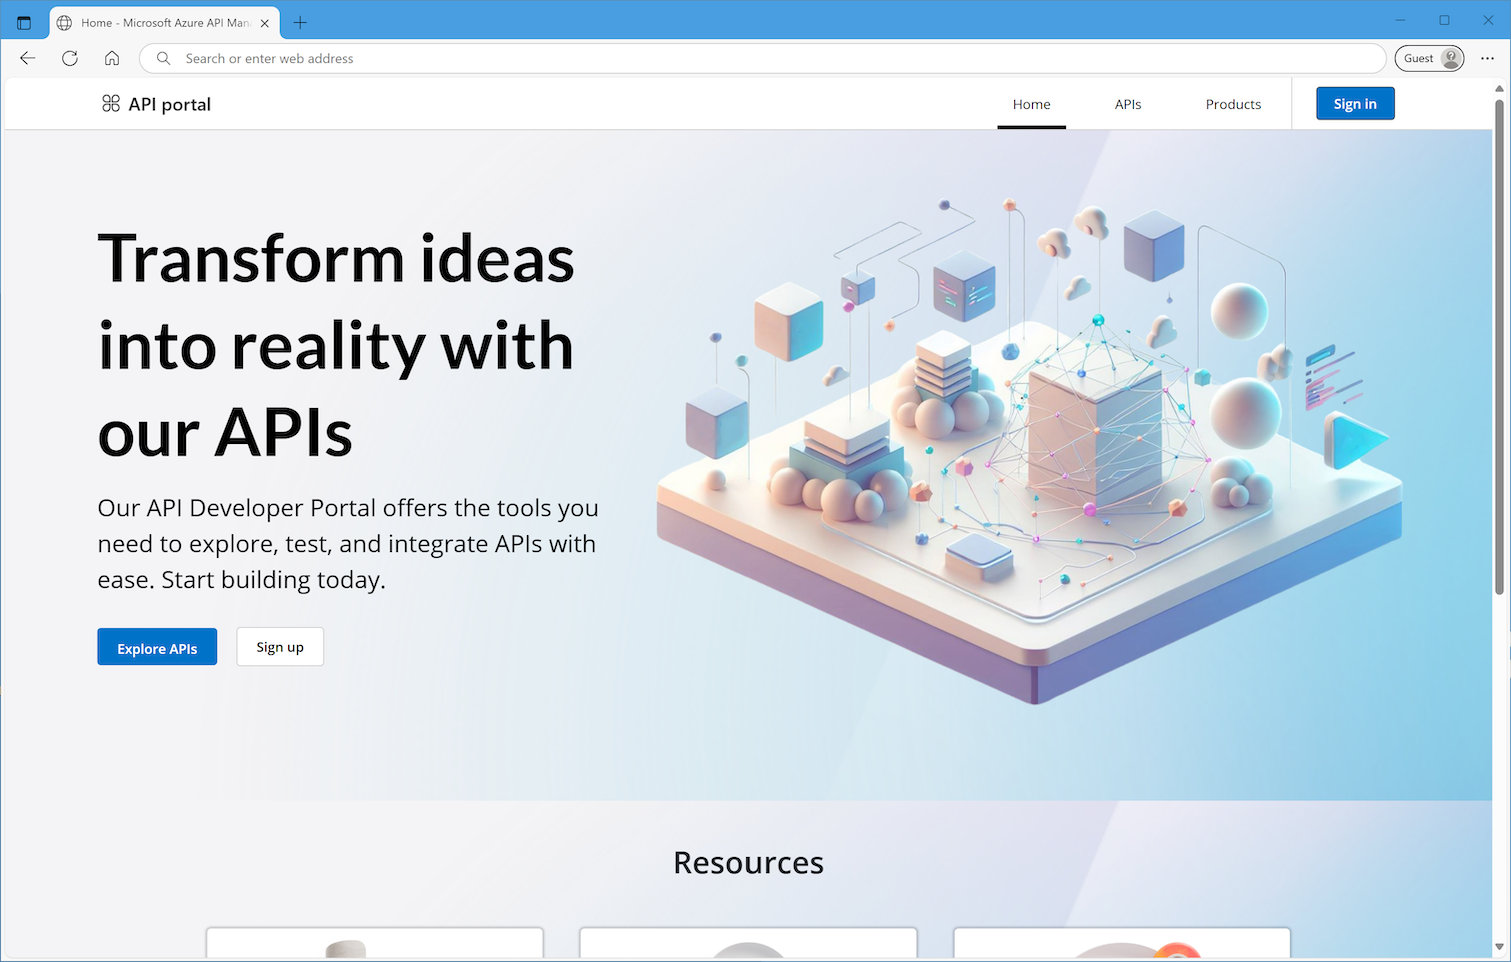 Home - Microsoft Azure API Man
Search or enter web address
Guest
API portal
Home
APIs
Products
Sign in
Transform ideas
into reality with
our APIs
Our API Developer Portal offers the tools you
need to explore, test, and integrate APIs with
ease. Start building today.
Explore APIs
Sign up
Resources